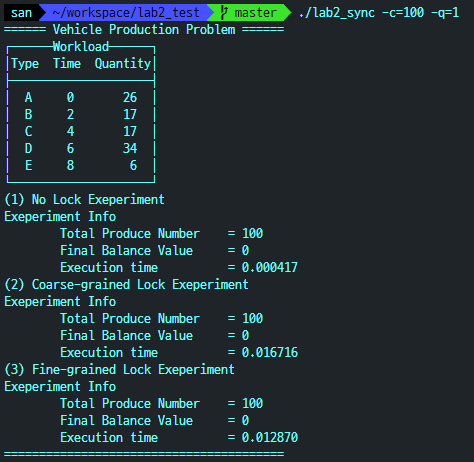 san ~/workspace/lab2_test master ./lab2_sync -c=100 -q=1
====== Vehicle Production Problem ======
Workload
Type Time Quantity
A 0 26
B 2 17
C 4 17
D 6 34
E 8 6
(1) No Lock Exeperiment
Exeperiment Info
Total Produce Number = 100
Final Balance Value = 0
Execution time = 0.000417
(2) Coarse-grained Lock Exeperiment
Exeperiment Info
Total Produce Number = 100
Final Balance Value = 0
Execution time = 0.016716
(3) Fine-grained Lock Exeperiment
Exeperiment Info
Total Produce Number = 100
Final Balance Value = 0
Execution time = 0.012870
========================================